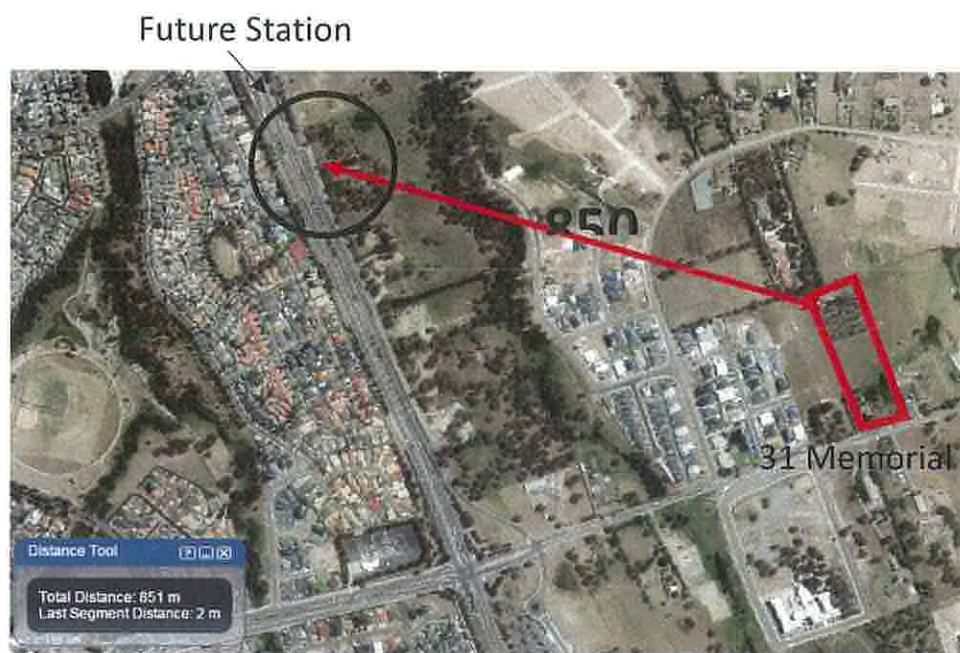 Future Station
850
31 Memorial
Distance Tool
Total Distance: 851 m
Last Segment Distance: 2 m